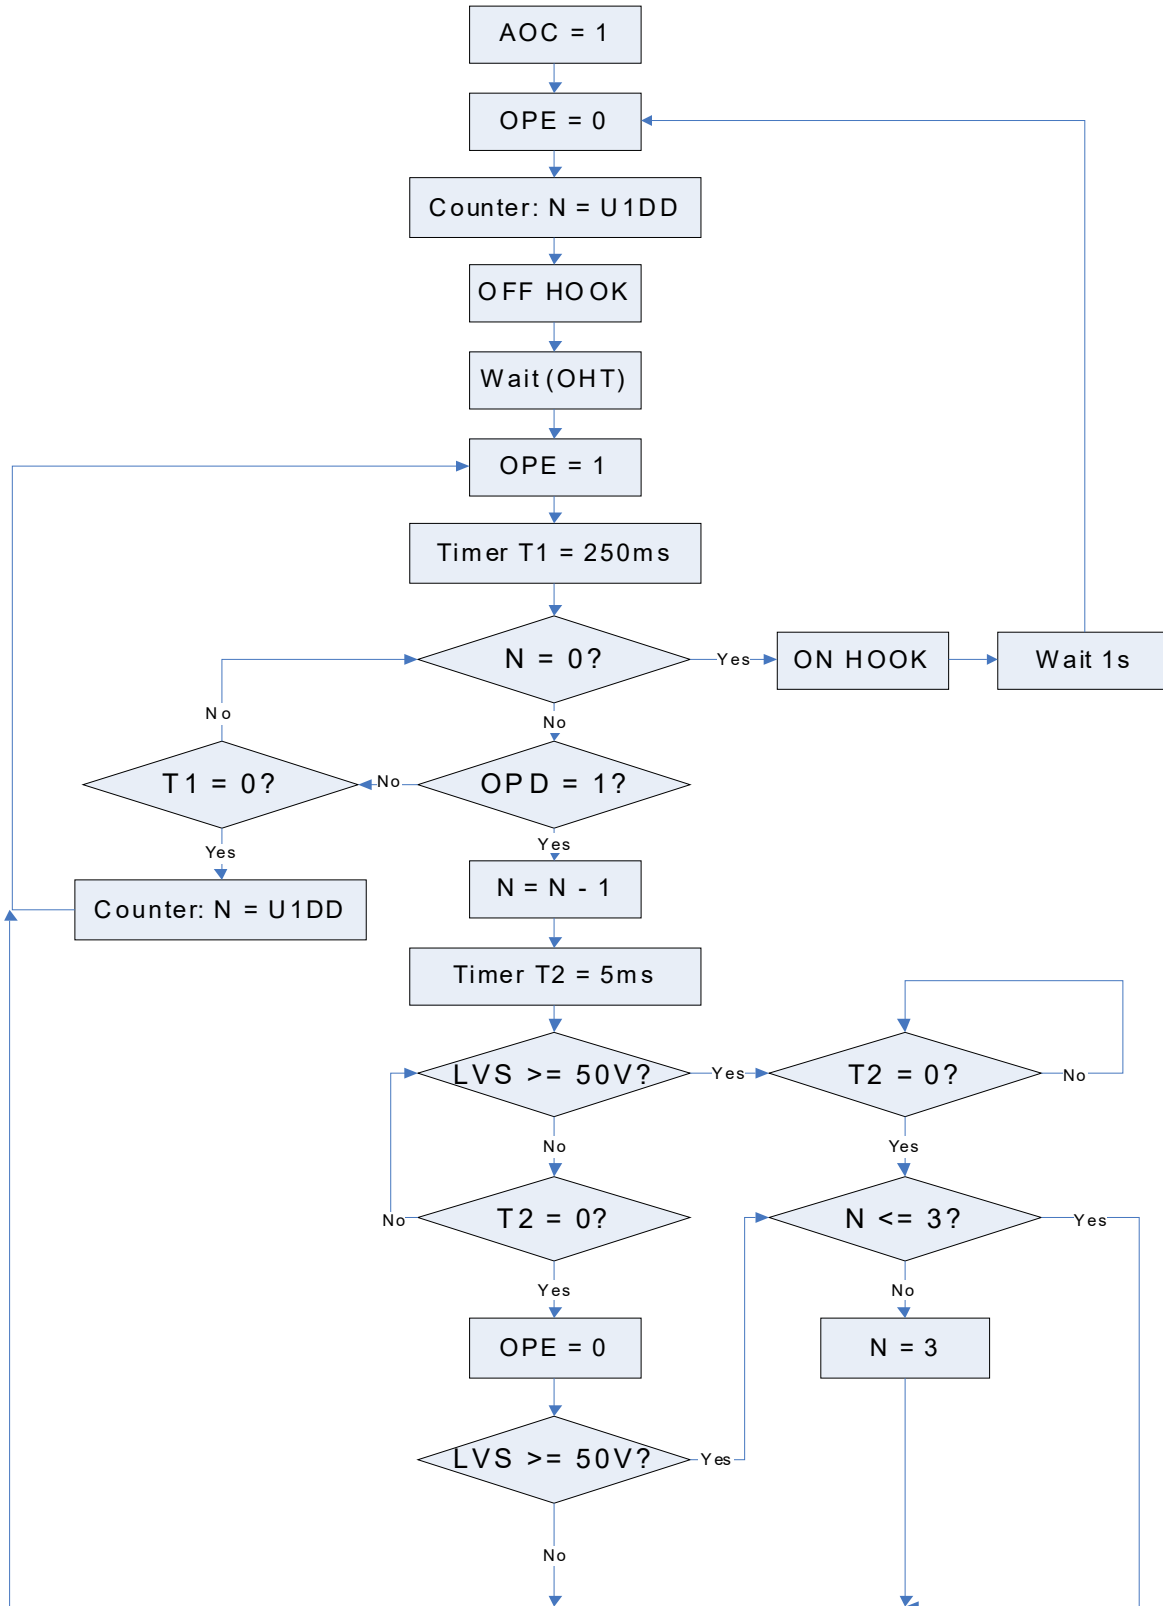 AOC = 1
OPE = 0
Counter: N = U1DD
OFF HOOK
Wait (OHT)
OPE = 1
Timer T1 = 250ms
N = 0?
Yes
ON HOOK
Wait 1s
No
No
T1 = 0?
No
OPD = 1?
Yes
Yes
Counter: N = U1DD
N = N - 1
Timer T2 = 5ms
LVS >= 50V?
Yes
T2 = 0?
No
No
Yes
No
T2 = 0?
N <= 3?
Yes
Yes
No
OPE = 0
N = 3
LVS >= 50V?
Yes
No